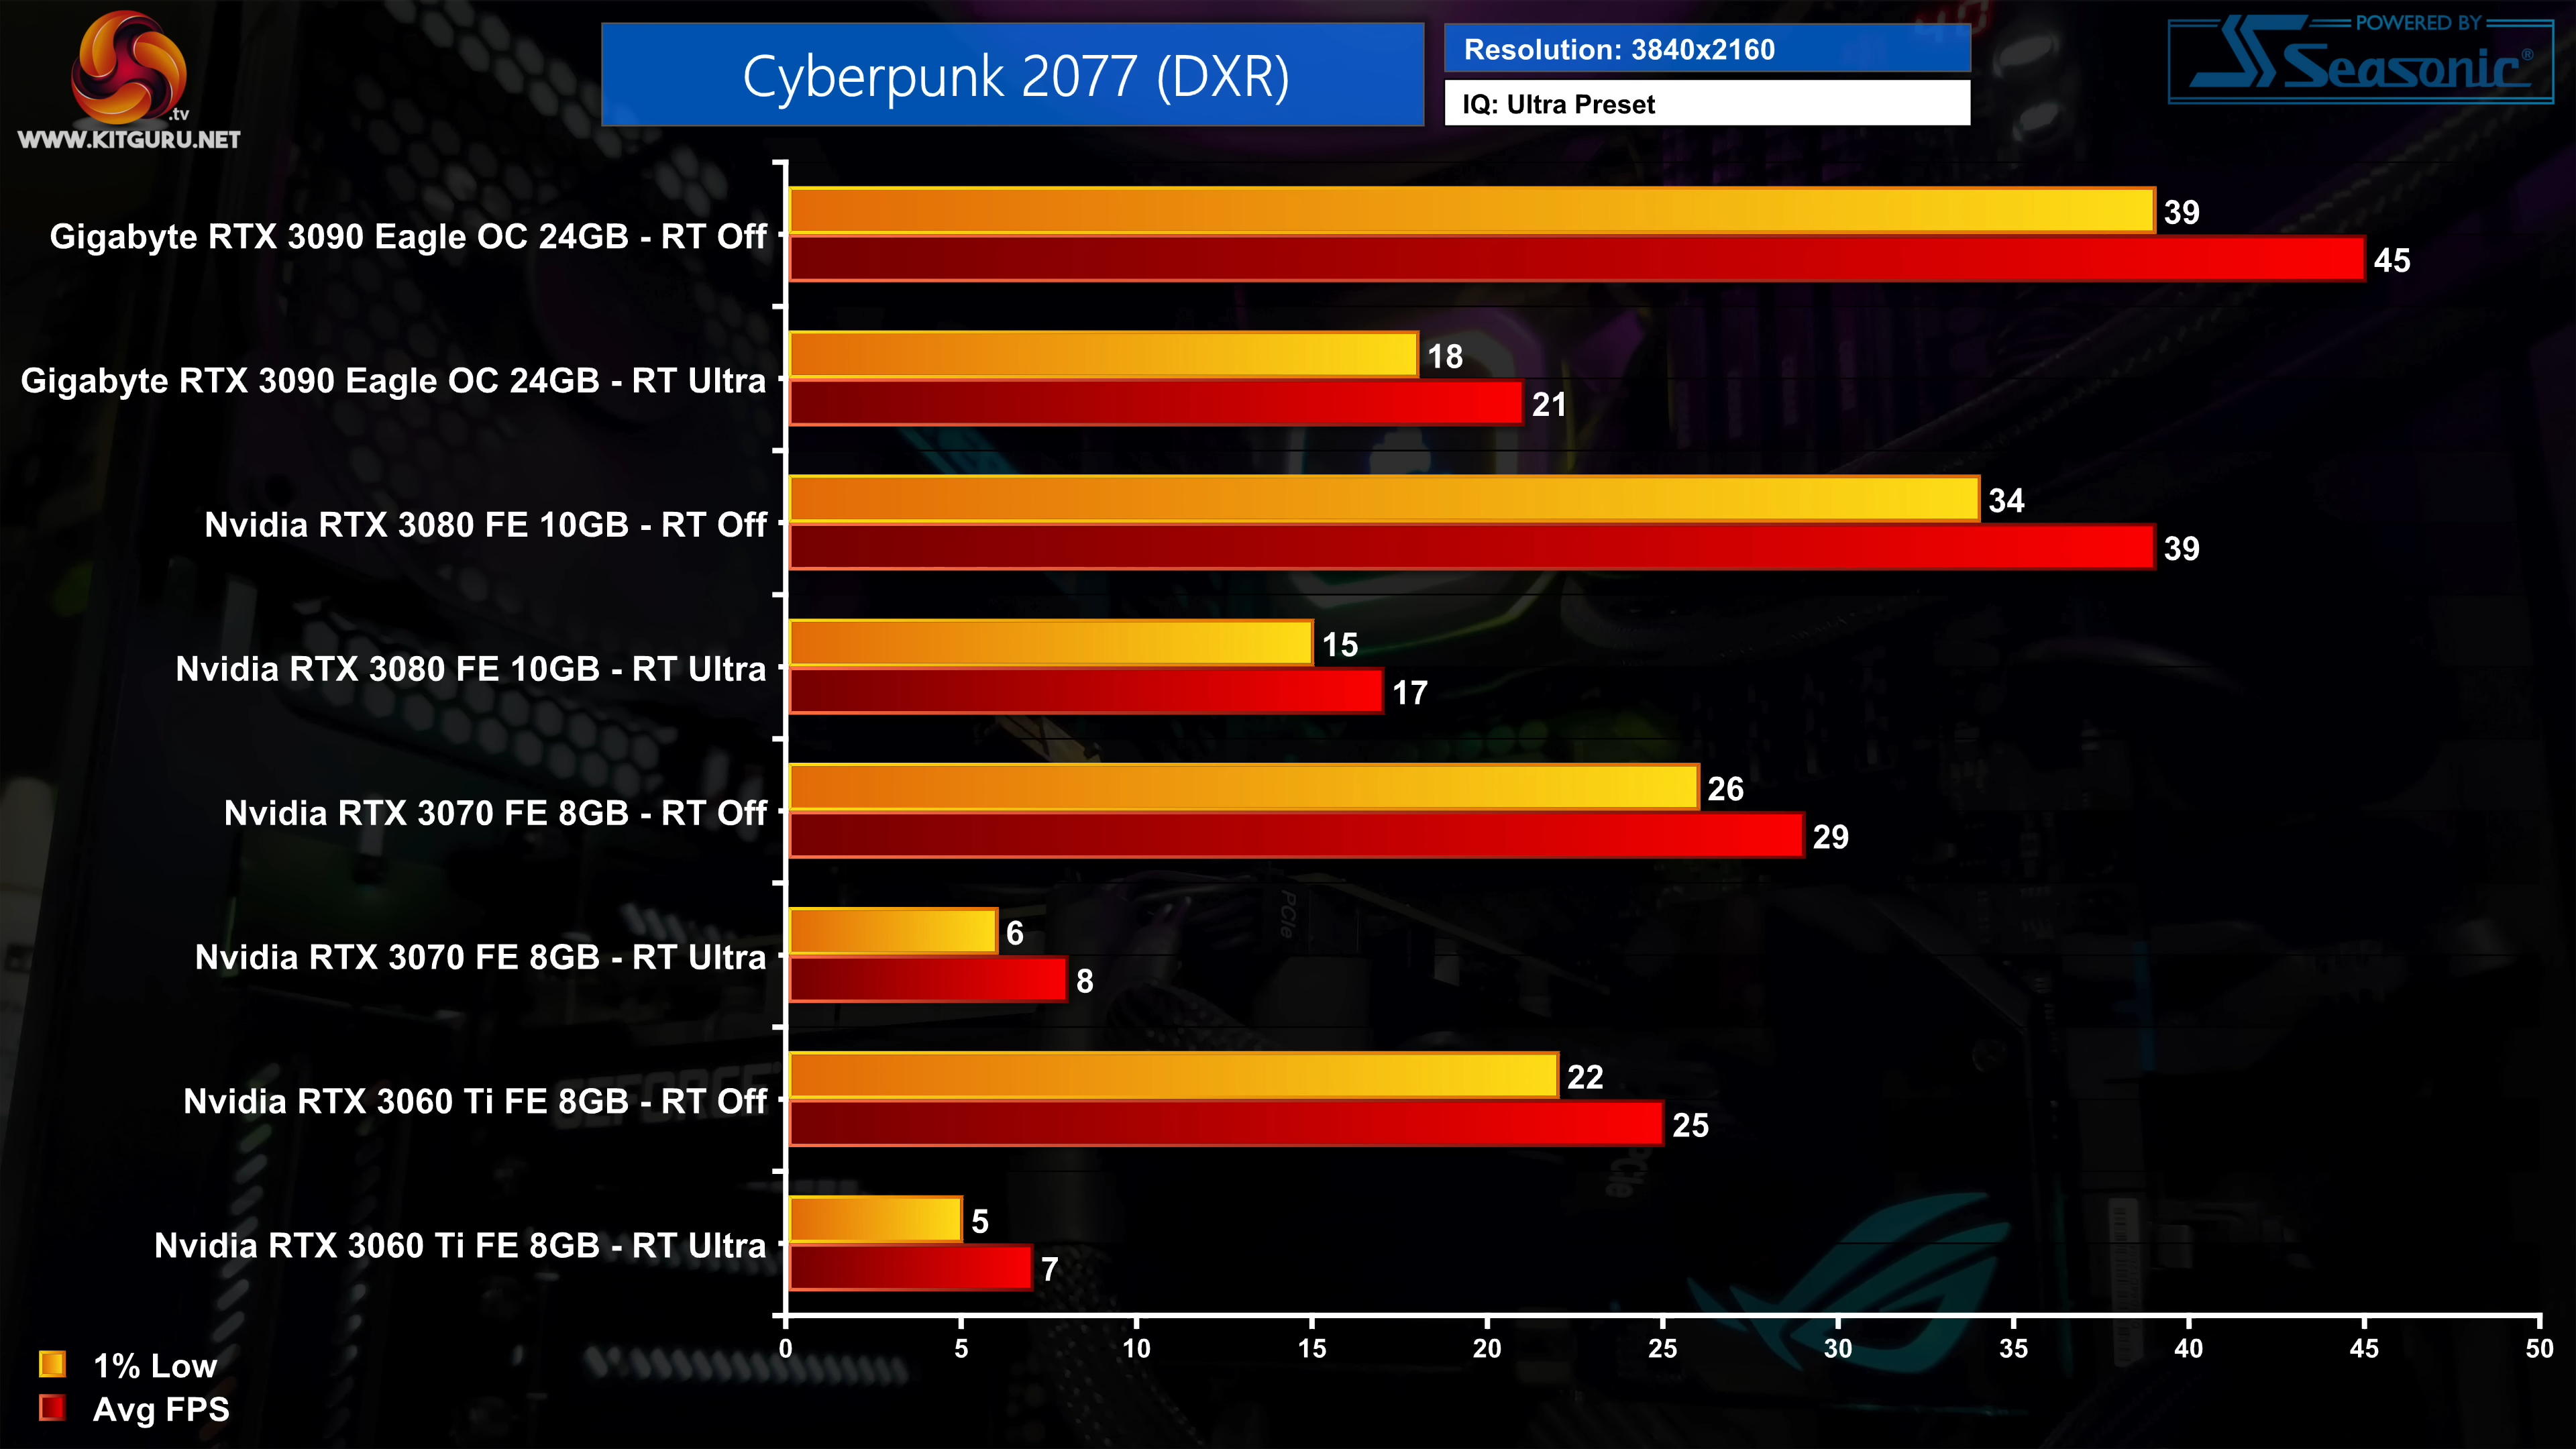 .tv
WWW.KITGURU.NET
Cyberpunk 2077 (DXR)
Resolution: 3840x2160
IQ: Ultra Preset
POWERED BY
Seasonic®
Gigabyte RTX 3090 Eagle OC 24GB - RT Off
39
45
Gigabyte RTX 3090 Eagle OC 24GB - RT Ultra
18
21
Nvidia RTX 3080 FE 10GB - RT Off
34
39
Nvidia RTX 3080 FE 10GB - RT Ultra
15
17
Nvidia RTX 3070 FE 8GB - RT Off
26
29
Nvidia RTX 3070 FE 8GB - RT Ultra
6
8
PCIe
Nvidia RTX 3060 Ti FE 8GB - RT Off
22
25
GEFORCE
PCIe
Nvidia RTX 3060 Ti FE 8GB - RT Ultra
5
7
0 5 10 15 20 25 30 35 40 45 50
1% Low
Avg FPS